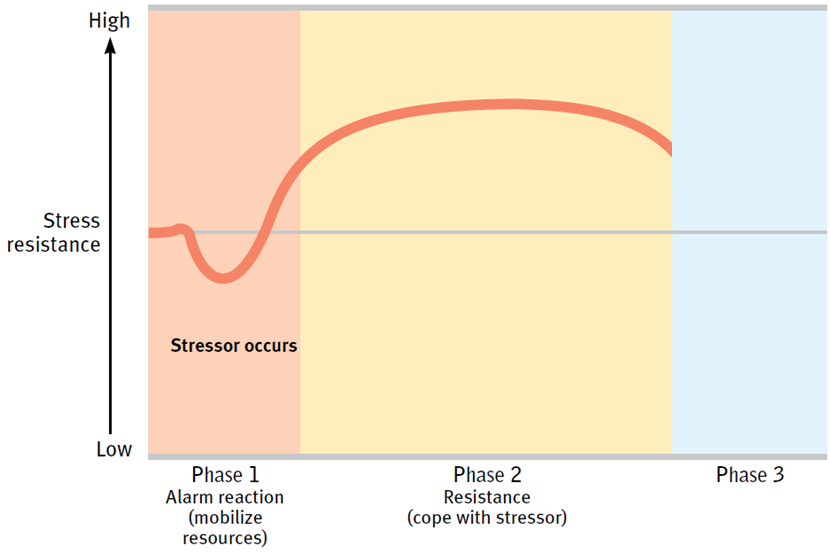 High
Stress
resistance
Stressor occurs
Low
Phase 1
Alarm reaction
(mobilize
resources)
Phase 2
Resistance
(cope with stressor)
Phase 3